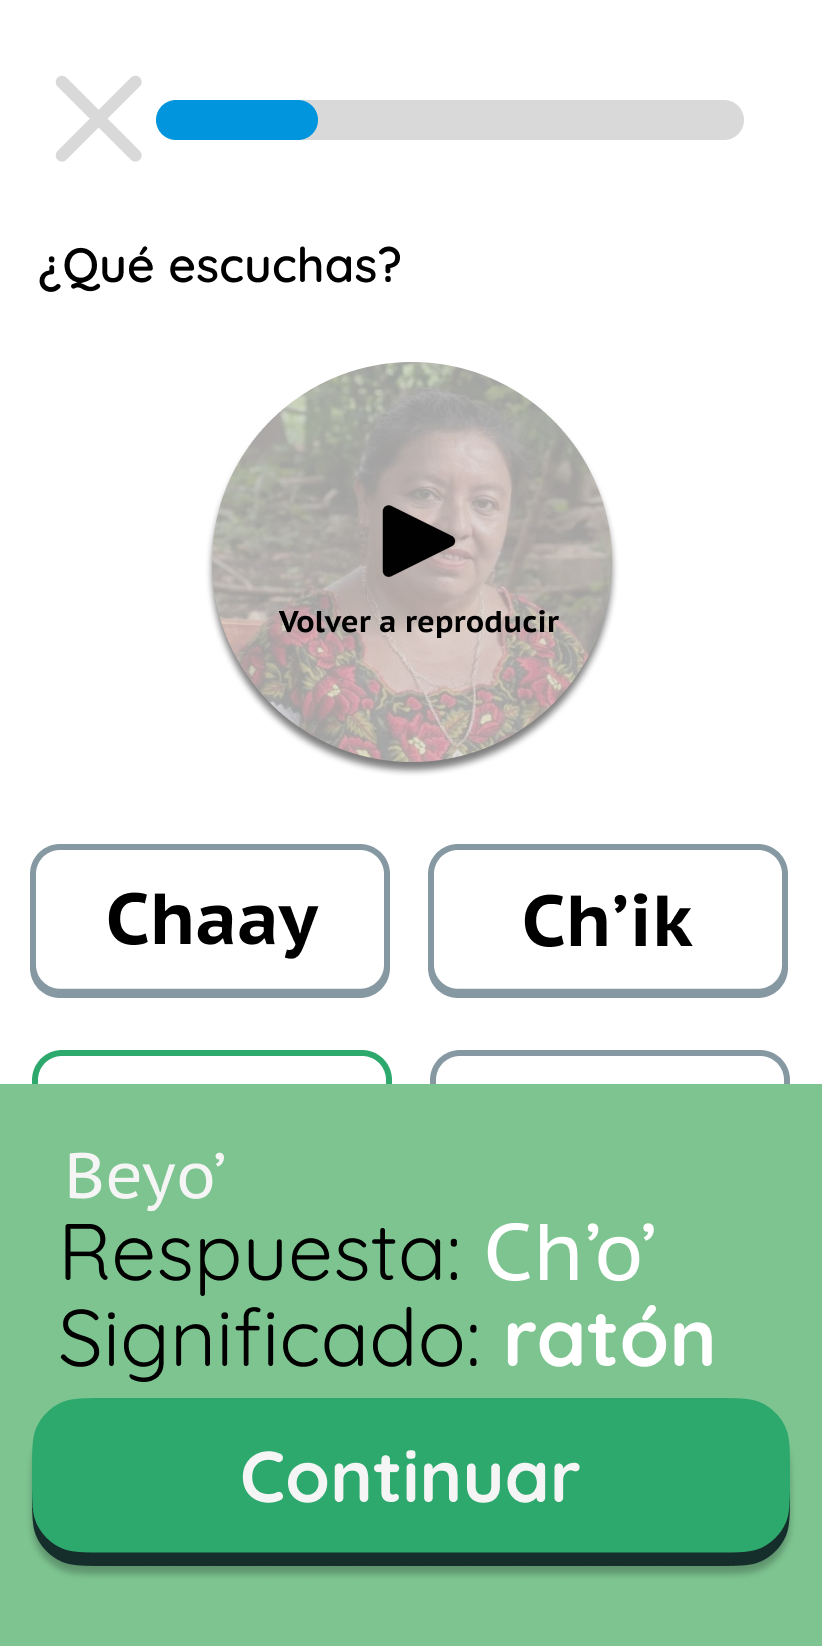 ¿Qué escuchas?
Volver a reproducir
Chaay
Ch’ik
Beyo’
Respuesta: Ch’o’
Significado: ratón
Continuar